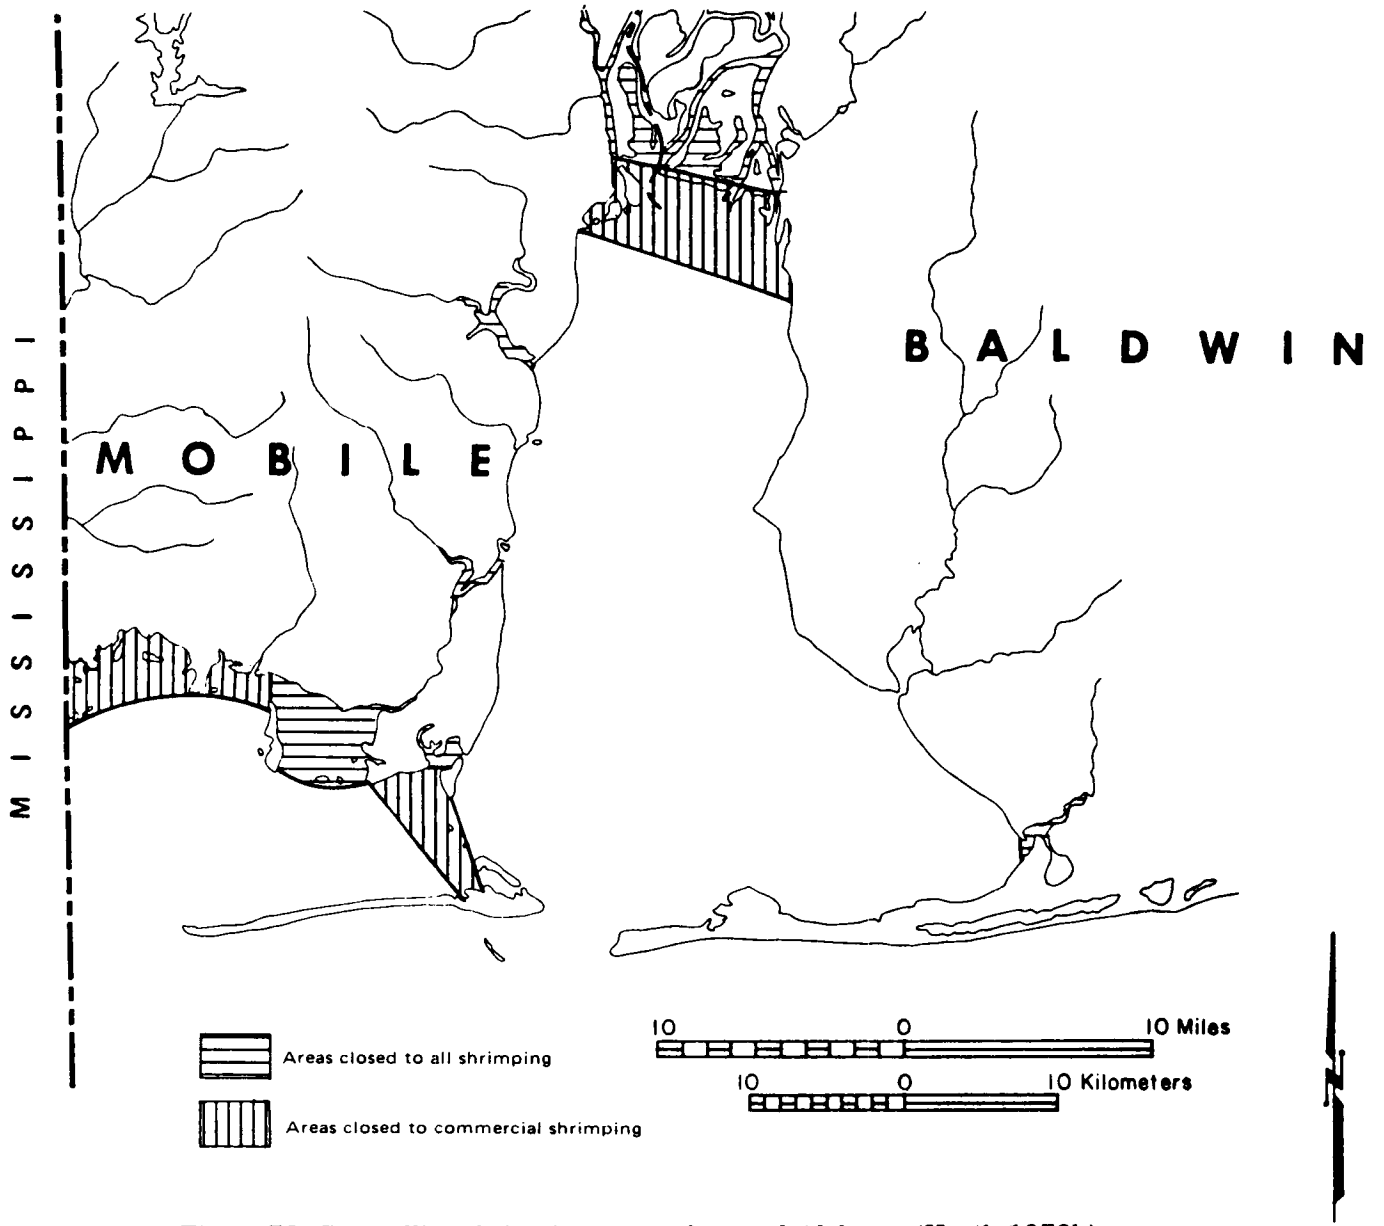 MISSISSIPPI
BALDWIN
MOBILE
Areas closed to all shrimping
Areas closed to commercial shrimping
10 0 10 Miles
10 0 10 Kilometers